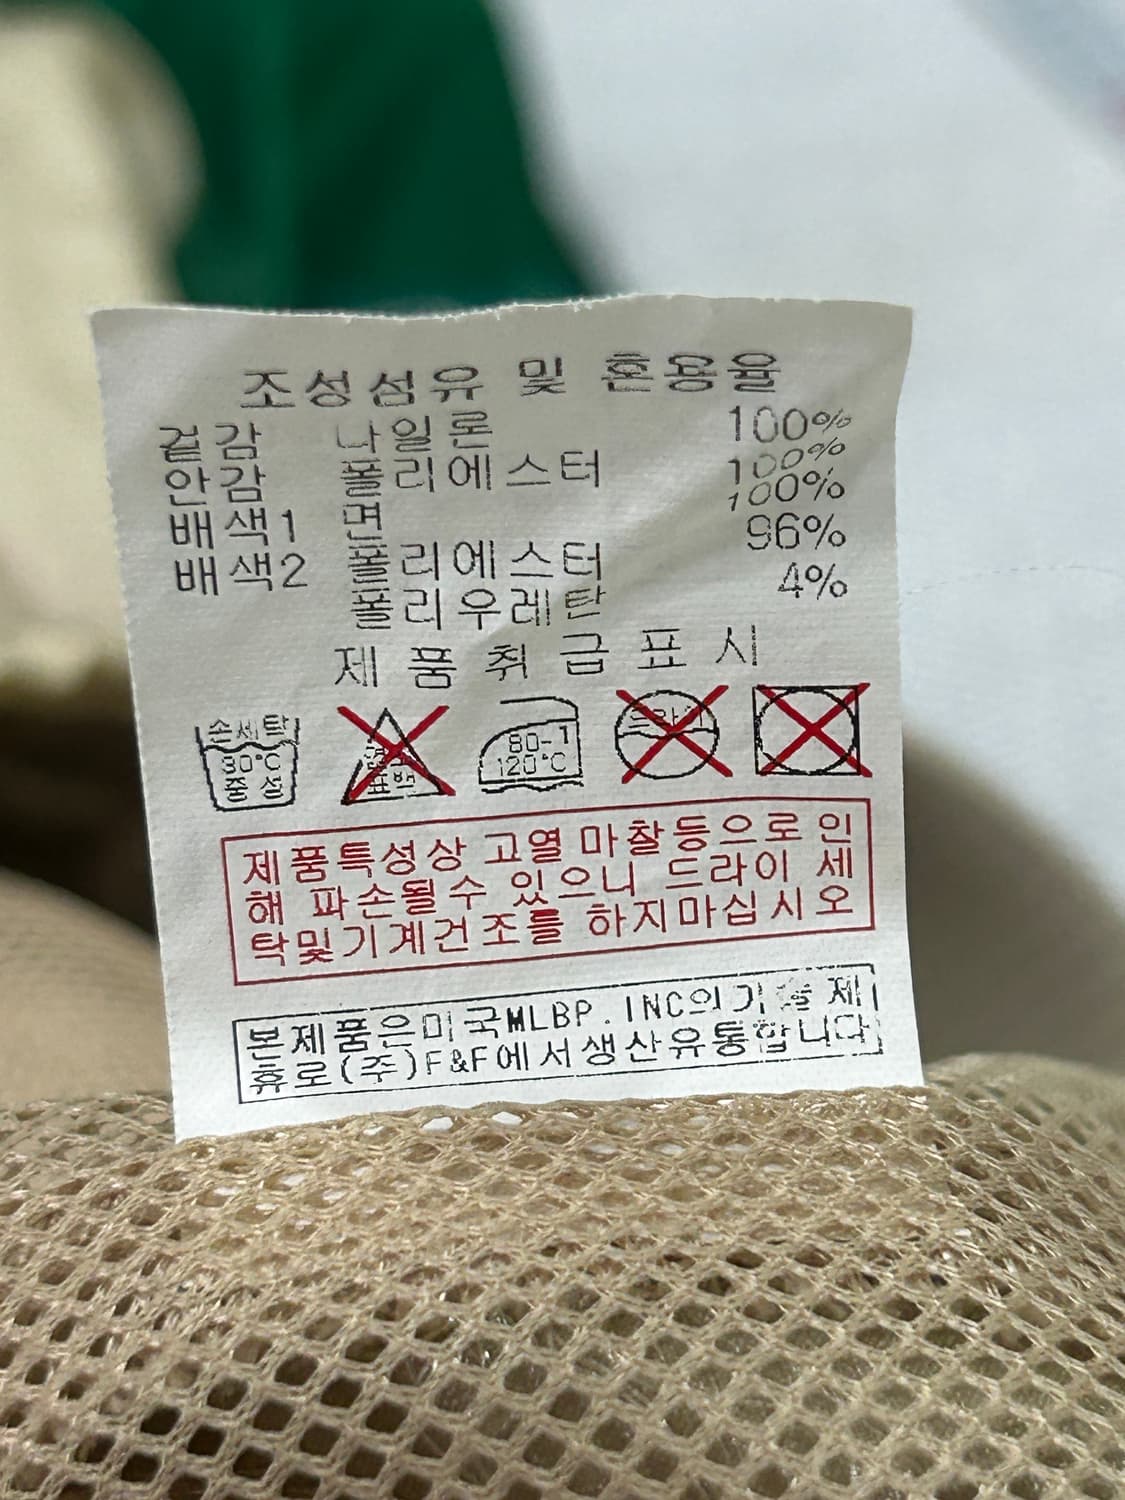 조성섬유 및 혼용율
겉감 나일론 100%
안감 폴리에스터 100%
배색1 면 100%
배색2 폴리에스터 96%
폴리우레탄 4%
제품취급표시
손세탁
30°C
중성
표백
80-1
120°C
드라이
제품특성상 고열 마찰등으로 인
해 파손될수 있으니 드라이 세
탁및기계건조를 하지마십시오
본제품은미국MLBP.INC의기술제
휴로(주)F&F에서생산유통합니다